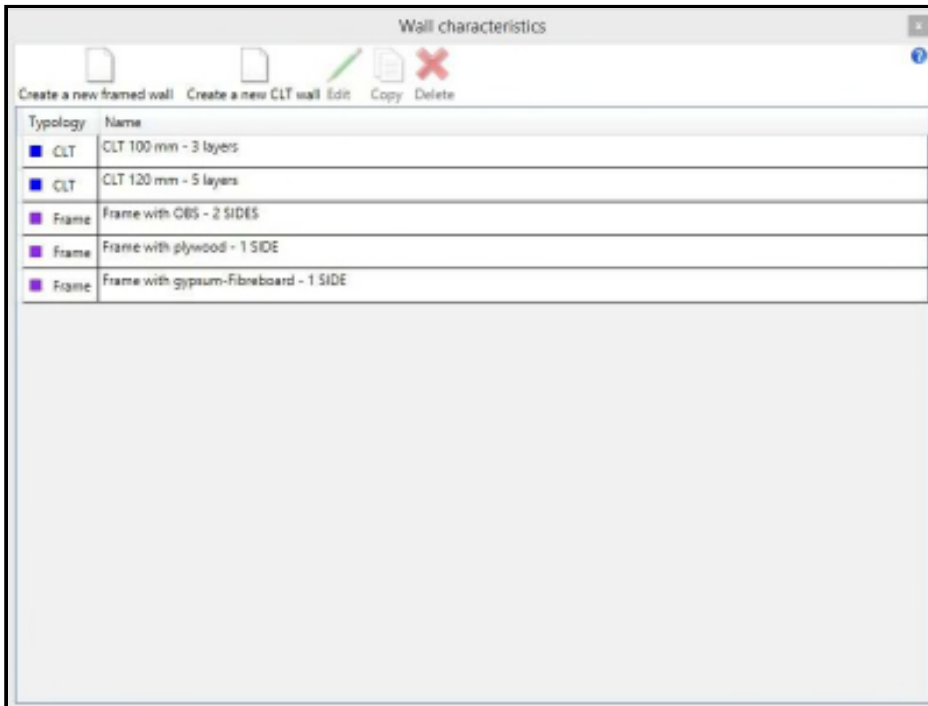 Wall characteristics
x
?
Create a new framed wall Create a new CLT wall Edit Copy Delete
Typology Name
CLT CLT 100 mm - 3 layers
CLT CLT 120 mm - 5 layers
Frame Frame with OBS - 2 SIDES
Frame Frame with plywood - 1 SIDE
Frame Frame with gypsum-Fibreboard - 1 SIDE